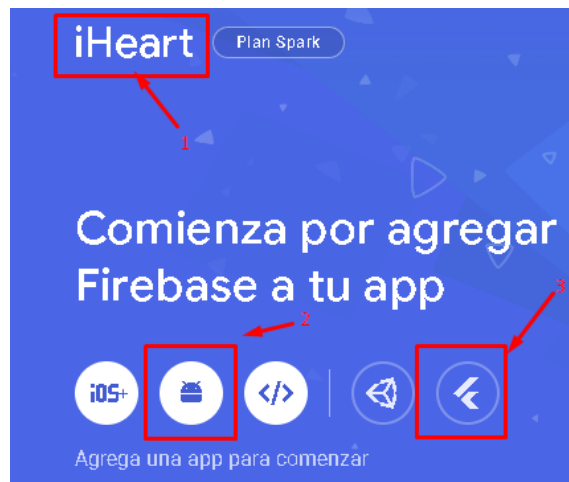 iHeart Plan Spark
1
Comienza por agregar
Firebase a tu app
3
2
iOS+ </>
Agrega una app para comenzar